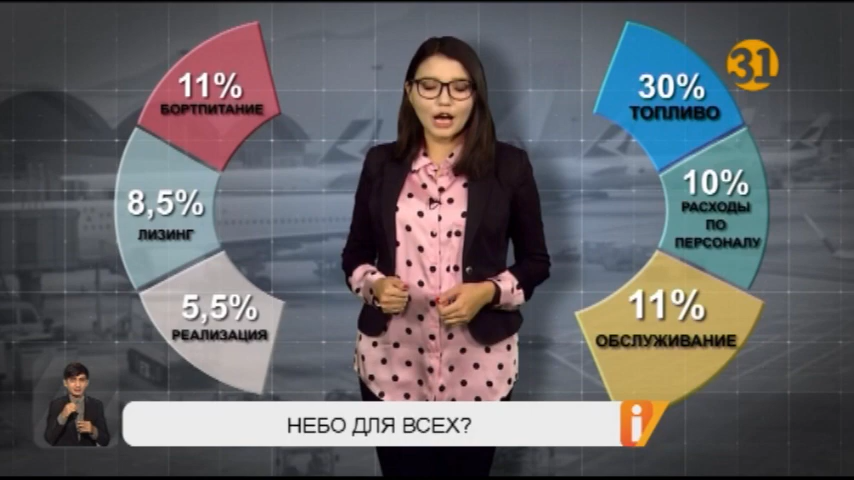 11%
БОРТПИТАНИЕ
8,5%
ЛИЗИНГ
5,5%
РЕАЛИЗАЦИЯ
31
30%
ТОПЛИВО
10%
РАСХОДЫ
ПО
ПЕРСОНАЛУ
11%
ОБСЛУЖИВАНИЕ
НЕБО ДЛЯ ВСЕХ?
i